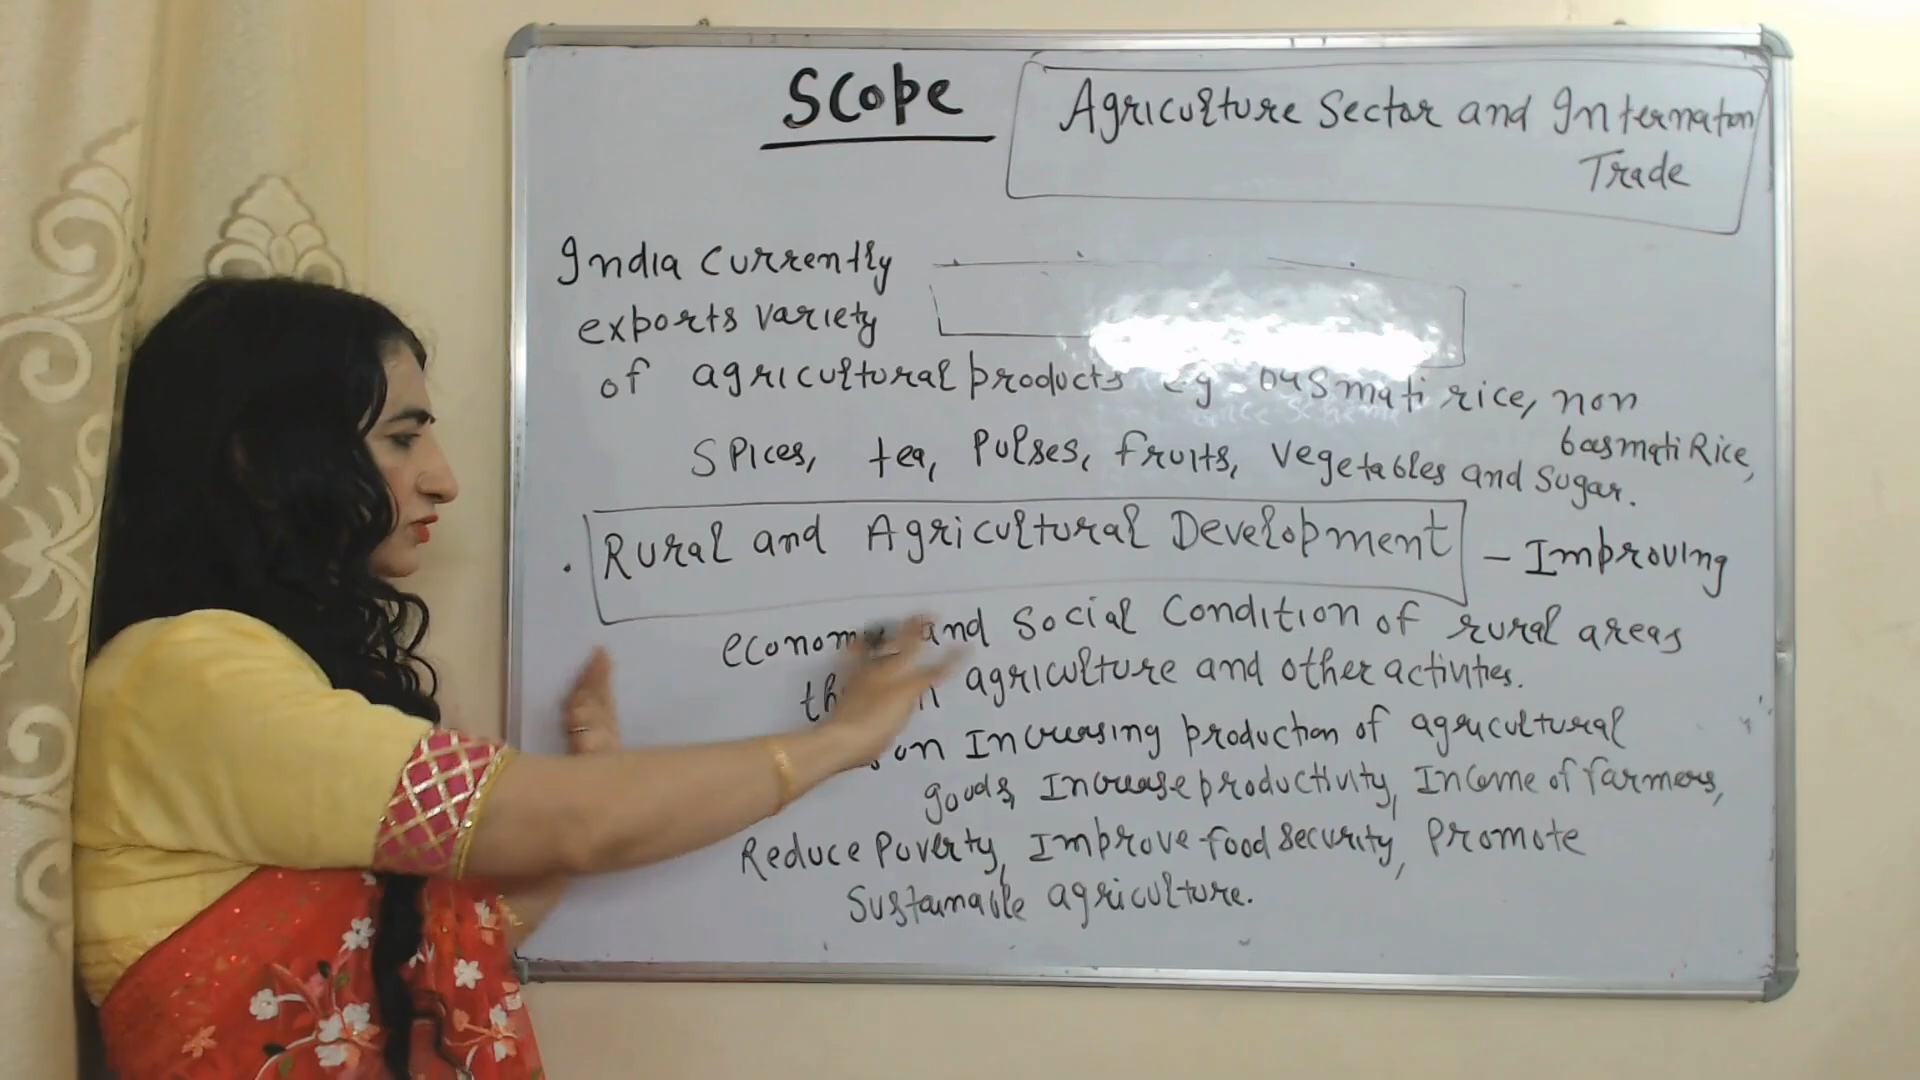 Scope
Agriculture Sector and Internaton
Trade
India currently
exports variety
of agricultural products eg basmati rice, non
basmati Rice,
Spices, tea, Pulses, fruits, vegetables and Sugar.
. Rural and Agricultural Development - Improving
and Social Condition of rural areas
agriculture and other activities.
on Increasing production of agricultural
goods, Increase productivity, Income of farmers,
Reduce Poverty, Improve food security, Promote
Sustainable agriculture.